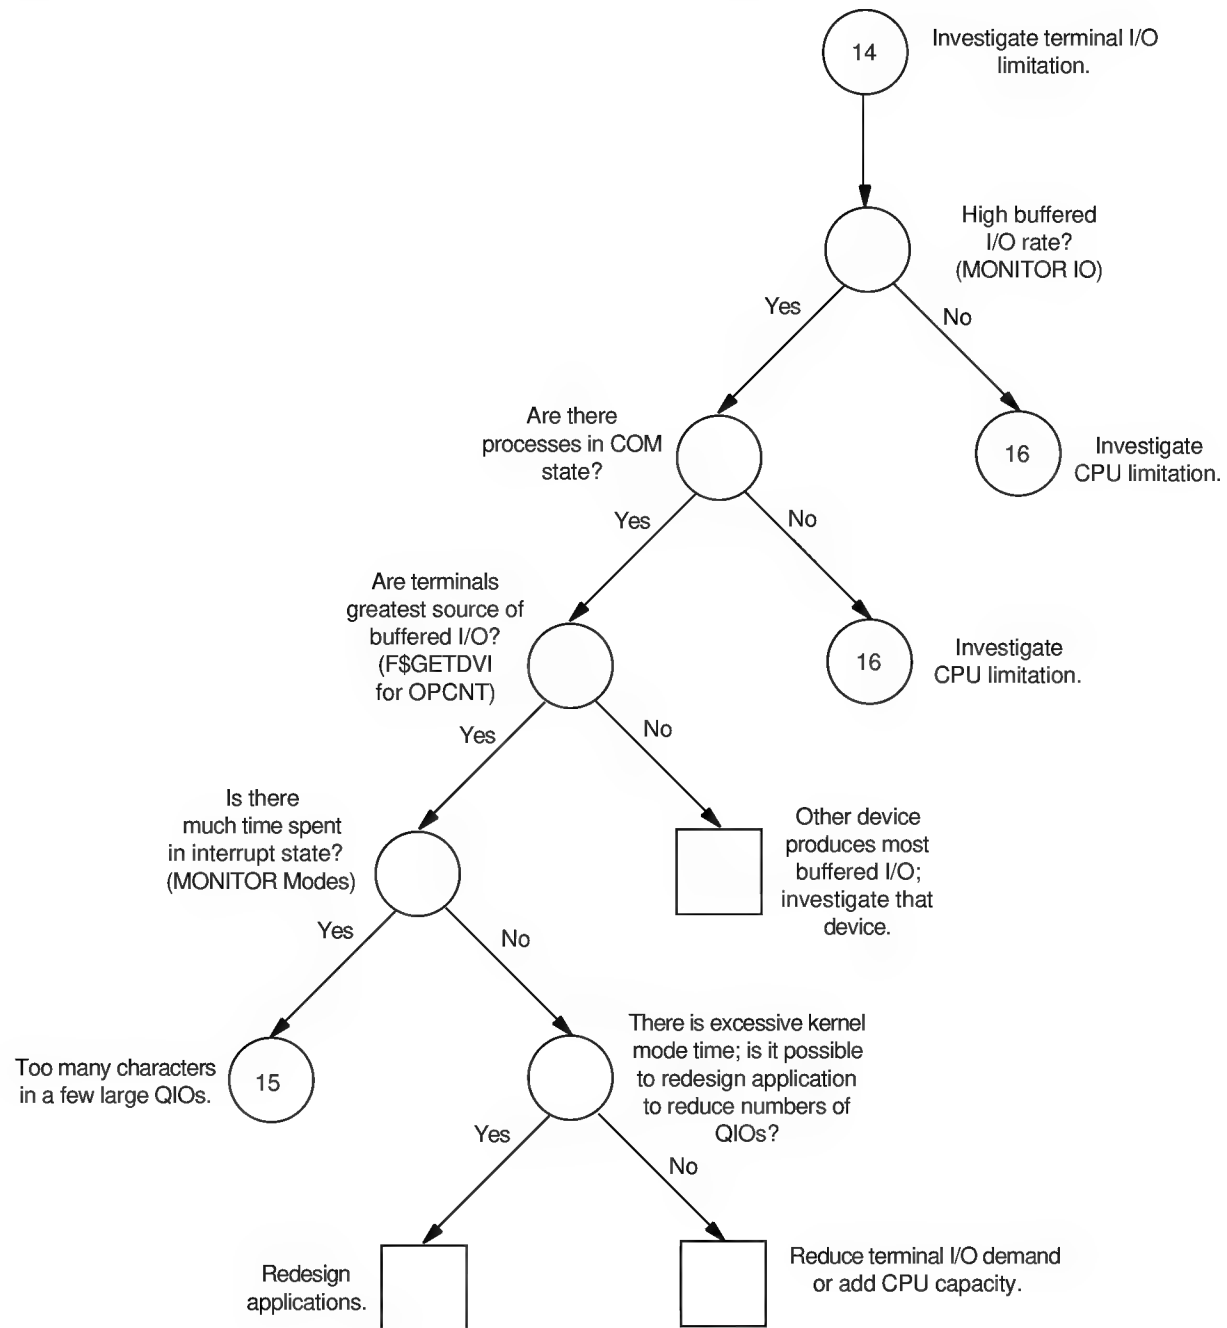 14
Investigate terminal I/O
limitation.
High buffered
I/O rate?
(MONITOR IO)
Yes
No
Are there
processes in COM
state?
16
Investigate
CPU limitation.
Yes
No
Are terminals
greatest source of
buffered I/O?
(F$GETDVI
for OPCNT)
16
Investigate
CPU limitation.
Yes
No
Is there
much time spent
in interrupt state?
(MONITOR Modes)
Other device
produces most
buffered I/O;
investigate that
device.
Yes
No
Too many characters
in a few large QIOs.
15
There is excessive kernel
mode time; is it possible
to redesign application
to reduce numbers of
QIOs?
Yes
No
Redesign
applications.
Reduce terminal I/O demand
or add CPU capacity.